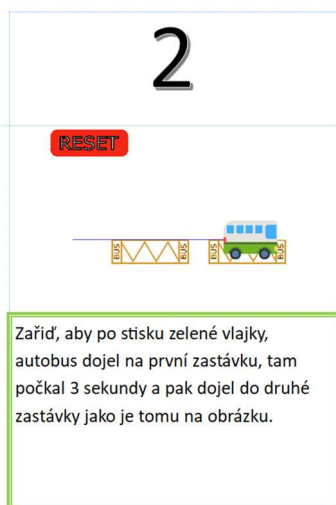 2
RESET
BUS BUS BUS BUS
Zařiď, aby po stisku zelené vlajky,
autobus dojel na první zastávku, tam
počkal 3 sekundy a pak dojel do druhé
zastávky jako je tomu na obrázku.